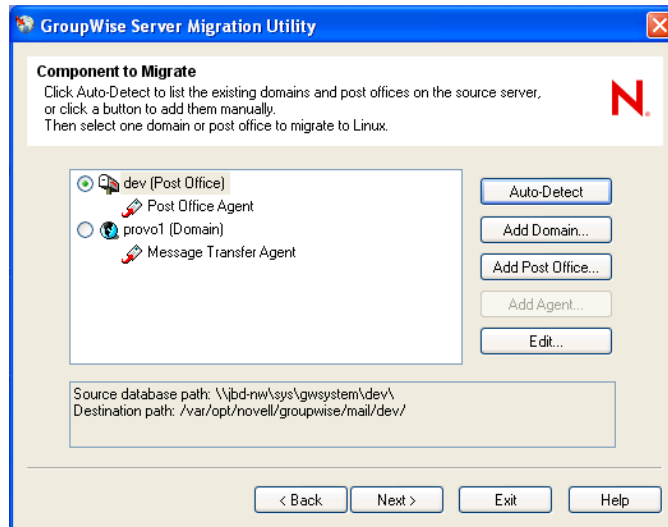 GroupWise Server Migration Utility
Component to Migrate
Click Auto-Detect to list the existing domains and post offices on the source server,
or click a button to add them manually.
Then select one domain or post office to migrate to Linux.
N.
dev (Post Office)
Post Office Agent
provo1 (Domain)
Message Transfer Agent
Auto-Detect
Add Domain...
Add Post Office...
Add Agent...
Edit...
Source database path: \\jbd-nw\sys\gwsystem\dev\
Destination path: /var/opt/novell/groupwise/mail/dev/
< Back
Next >
Exit
Help